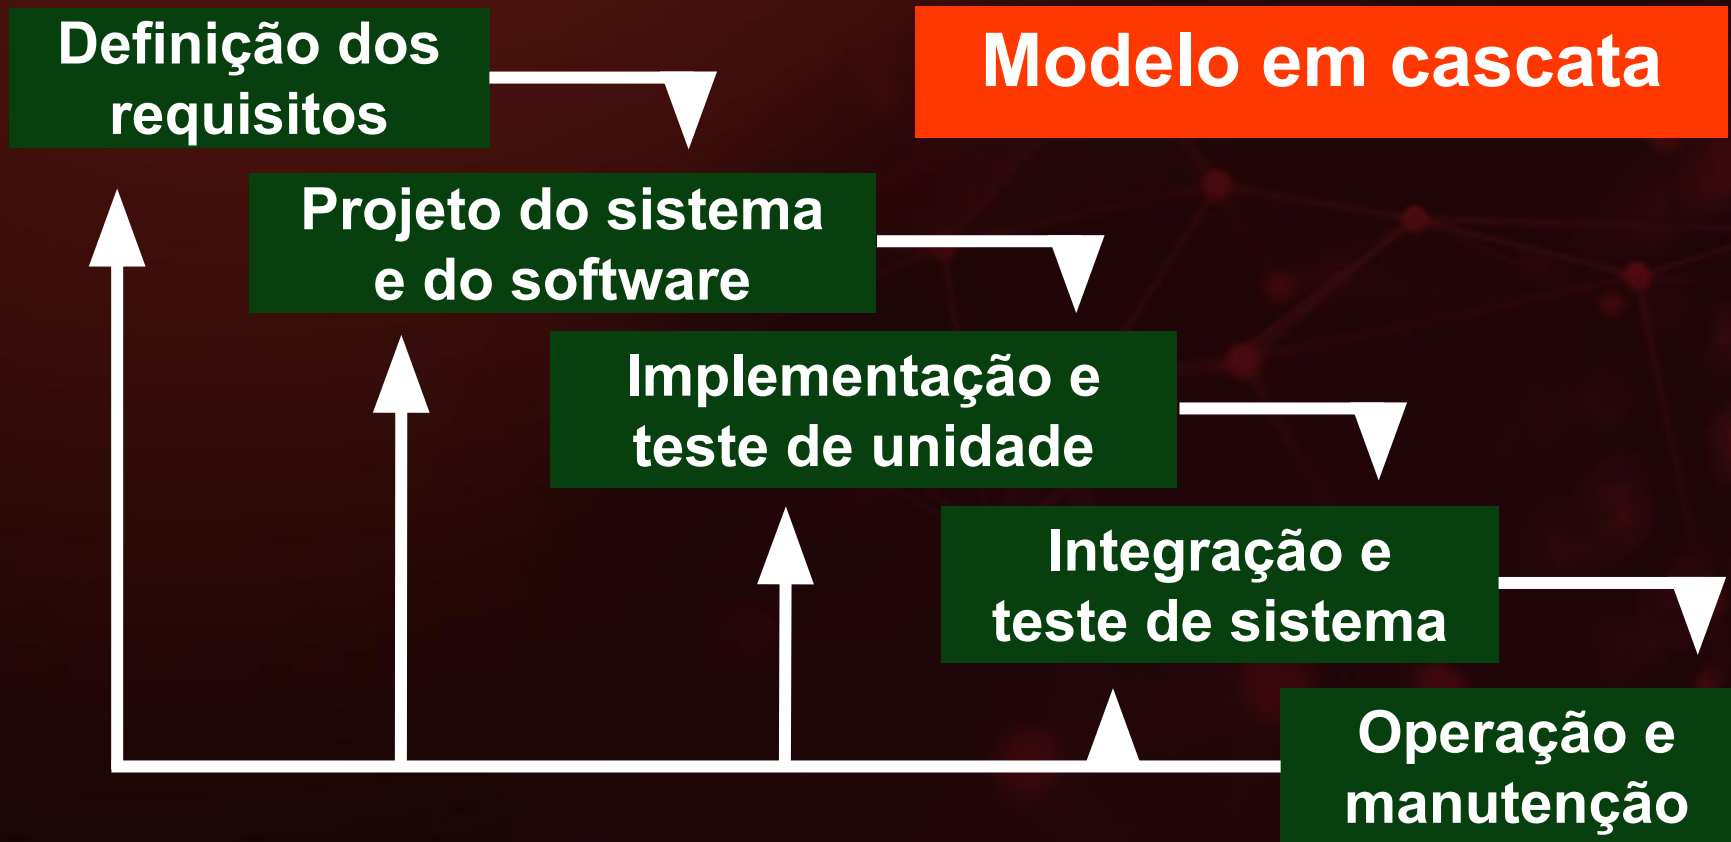 Definição dos
requisitos
Modelo em cascata
Projeto do sistema
e do software
Implementação e
teste de unidade
Integração e
teste de sistema
Operação e
manutenção